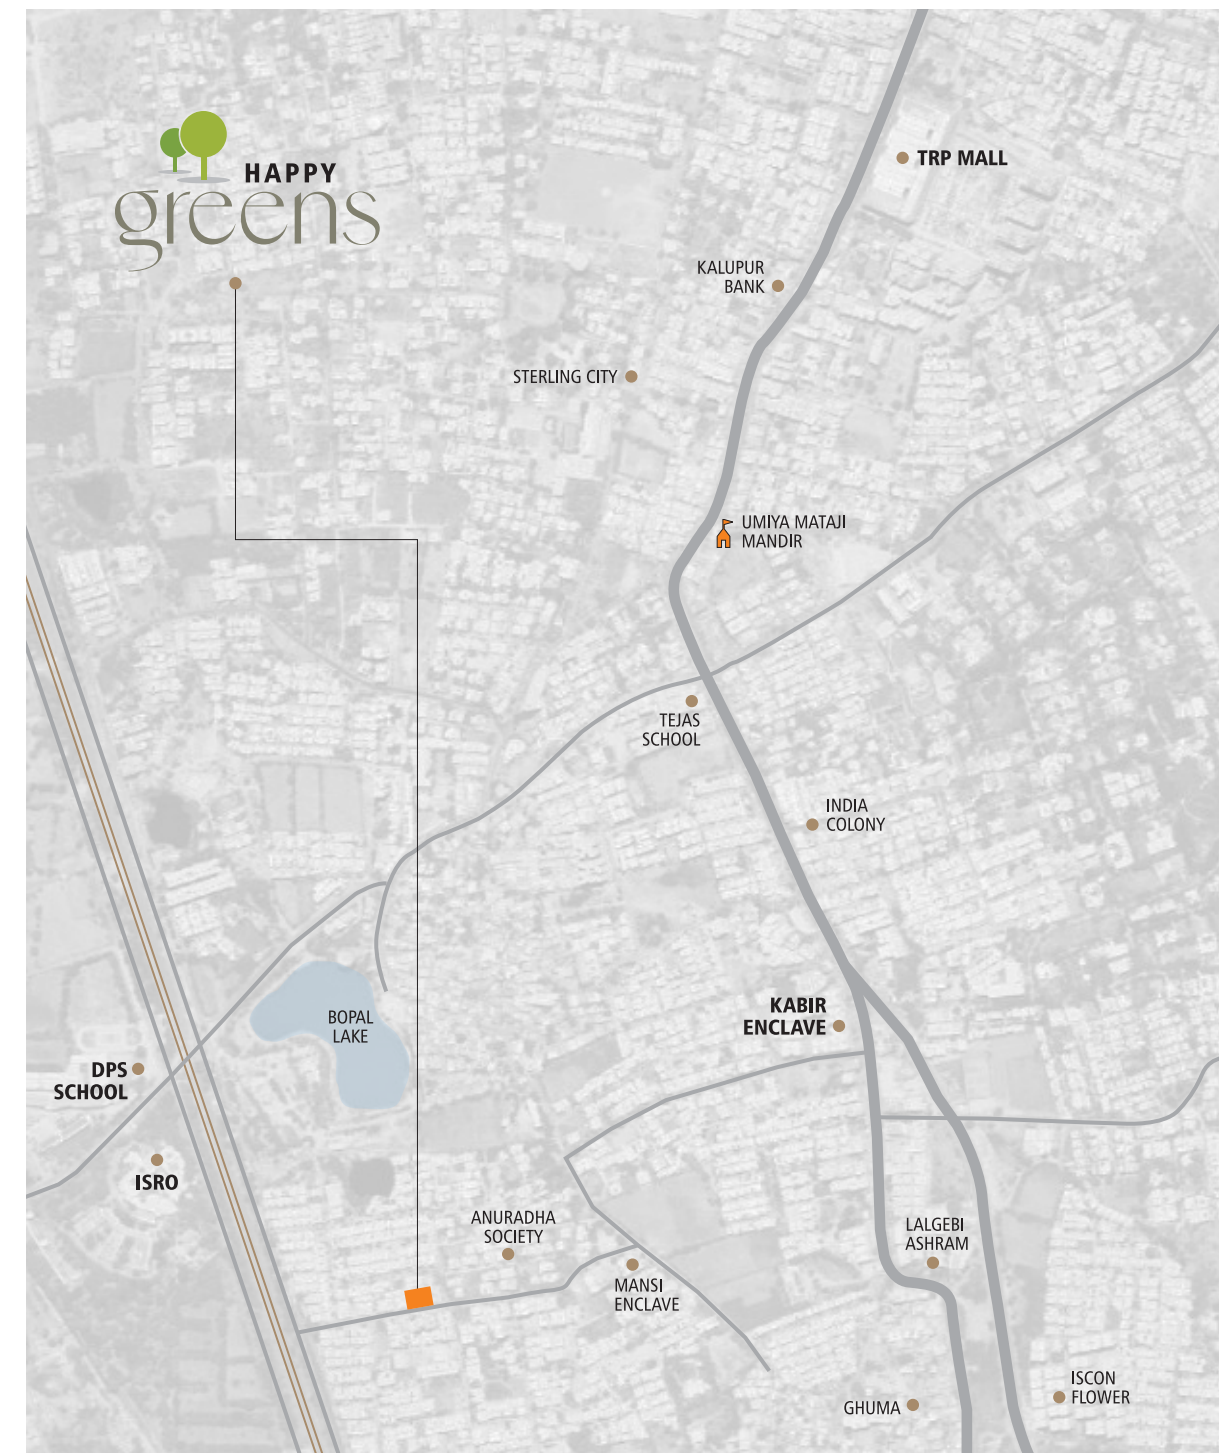 HAPPY
greens
TRP MALL
KALUPUR
BANK
STERLING CITY
UMIYA MATAJI
MANDIR
TEJAS
SCHOOL
INDIA
COLONY
KABIR
ENCLAVE
BOPAL
LAKE
DPS
SCHOOL
ISRO
ANURADHA
SOCIETY
LALGEBI
ASHRAM
MANSI
ENCLAVE
ISCON
FLOWER
GHUMA